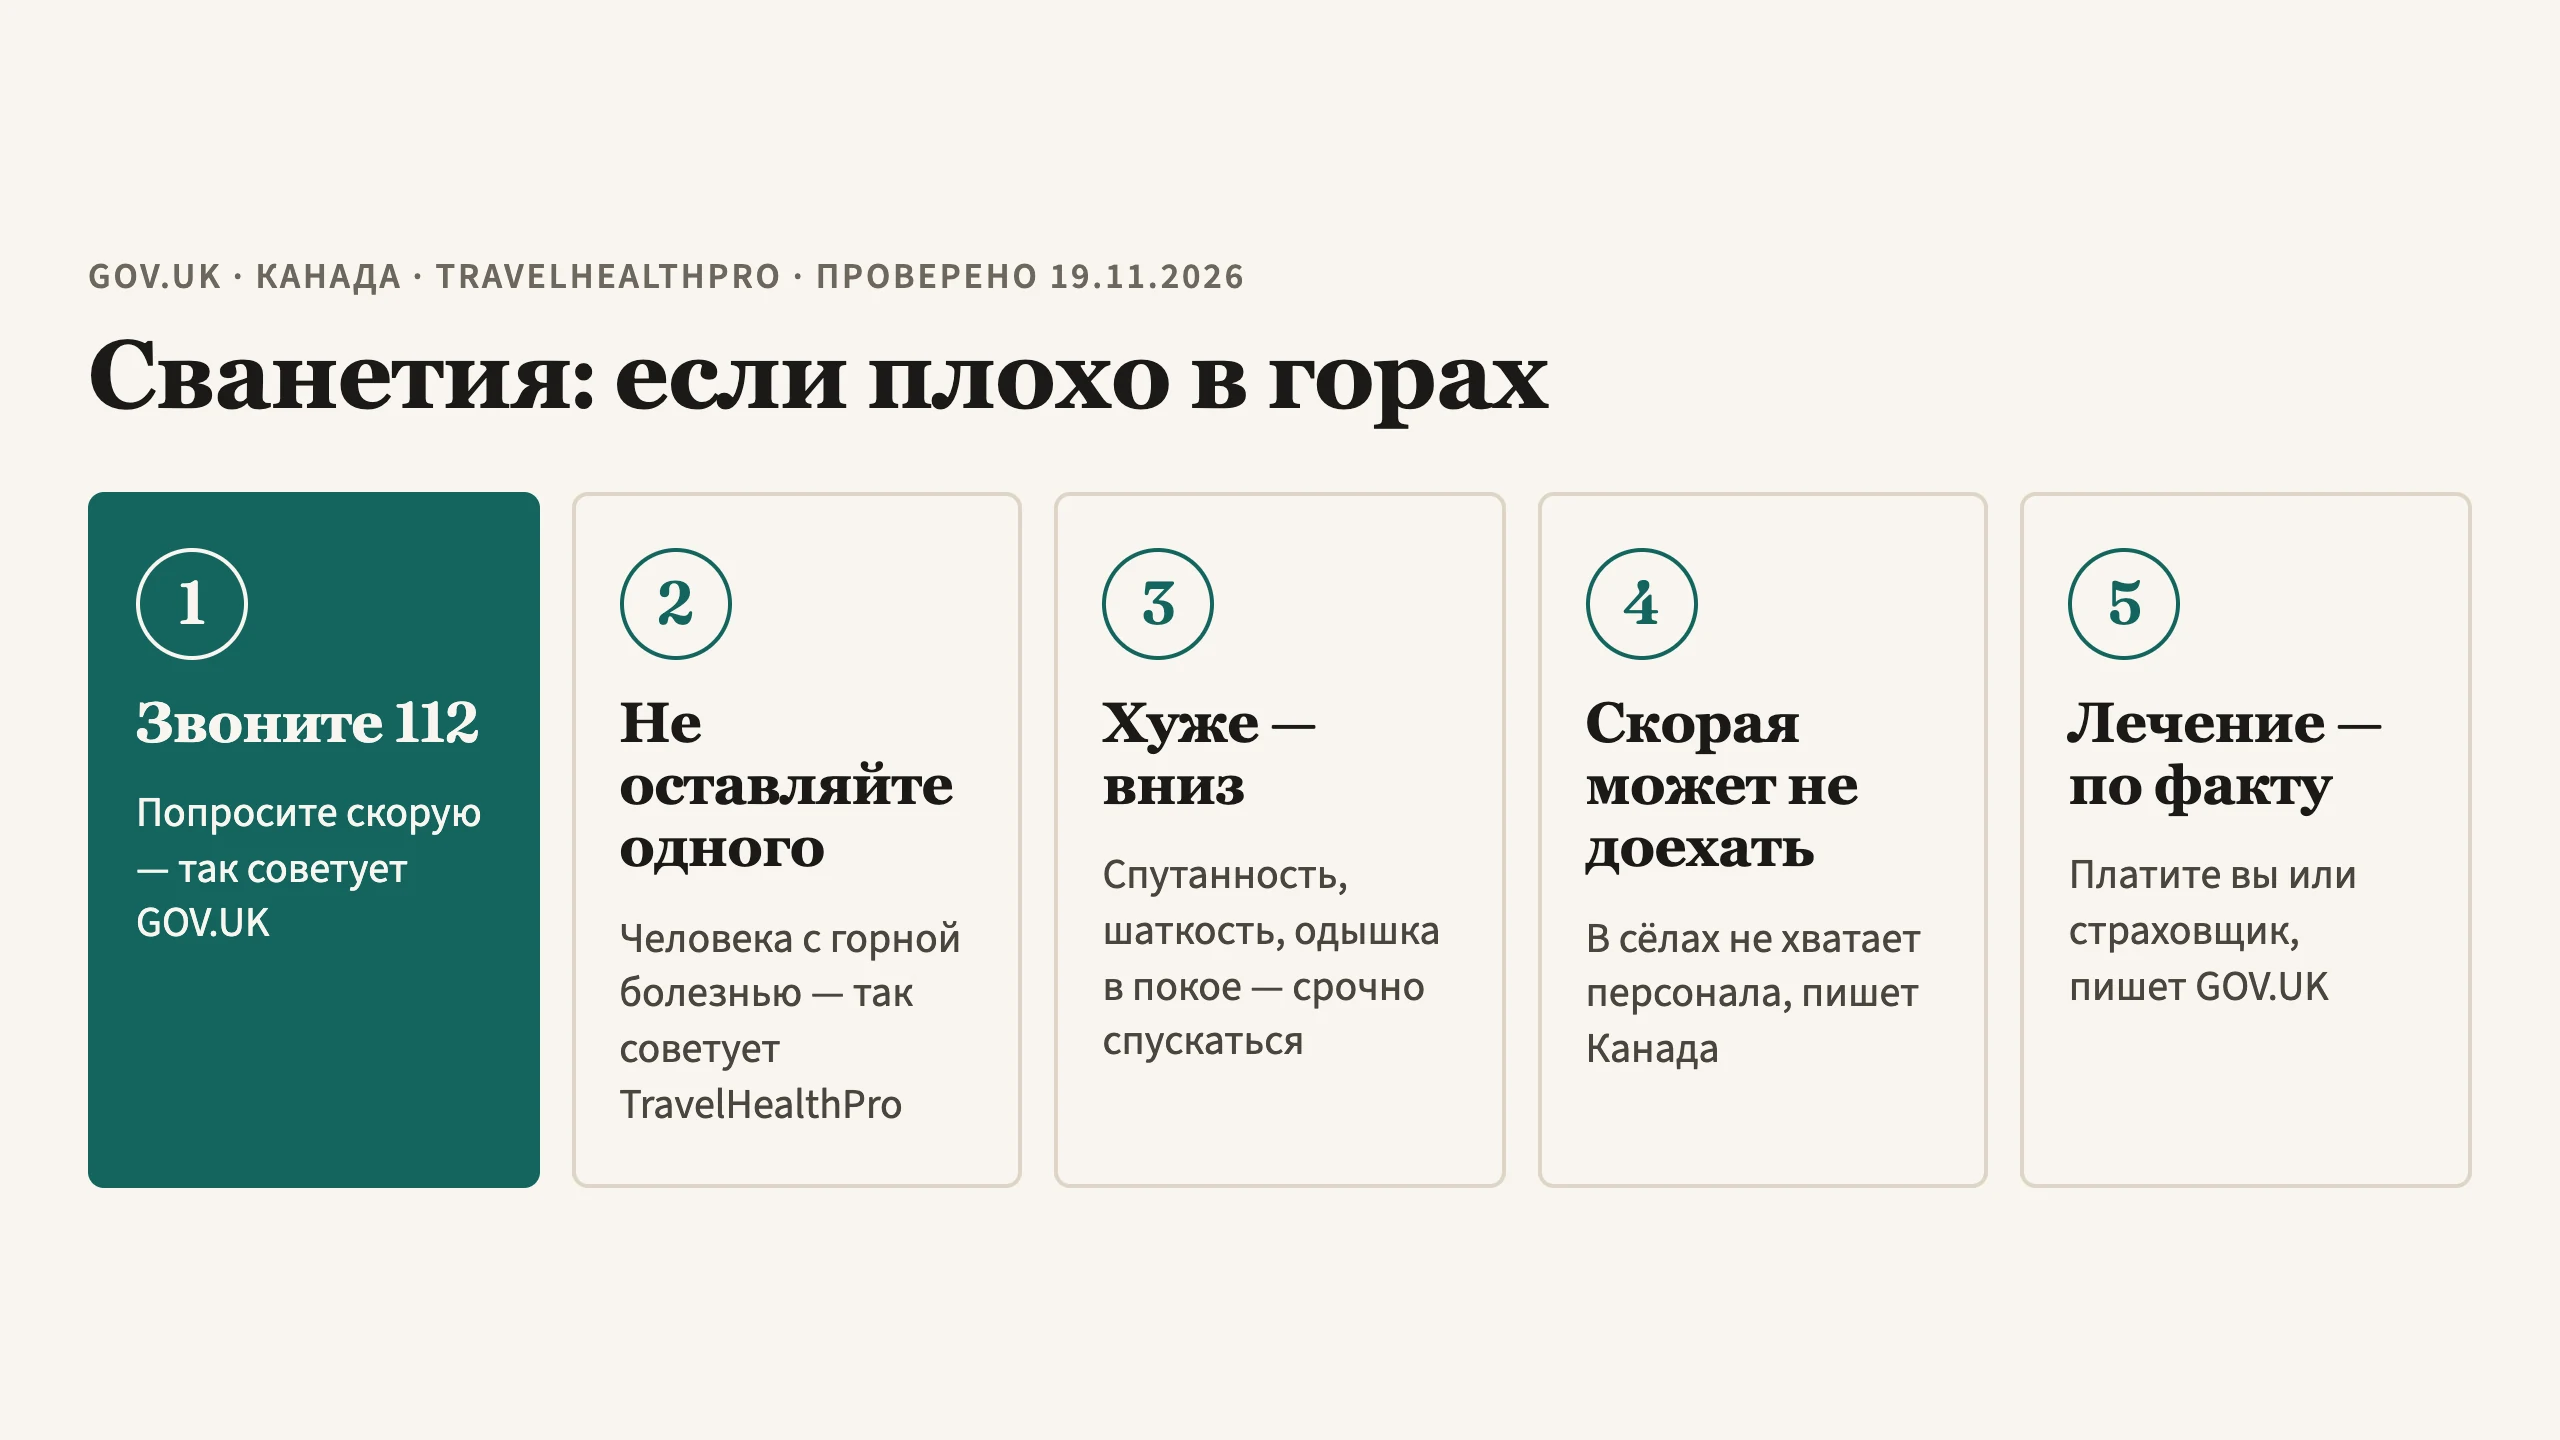 GOV.UK · КАНАДА · TRAVELHEALTHPRO · ПРОВЕРЕНО 19.11.2026
Сванетия: если плохо в горах
1
Звоните 112
Попросите скорую
— так советует
GOV.UK
2
Не
оставляйте
одного
Человека с горной
болезнью — так
советует
TravelHealthPro
3
Хуже —
вниз
Спутанность,
шаткость, одышка
в покое — срочно
спускаться
4
Скорая
может не
доехать
В сёлах не хватает
персонала, пишет
Канада
5
Лечение —
по факту
Платите вы или
страховщик,
пишет GOV.UK